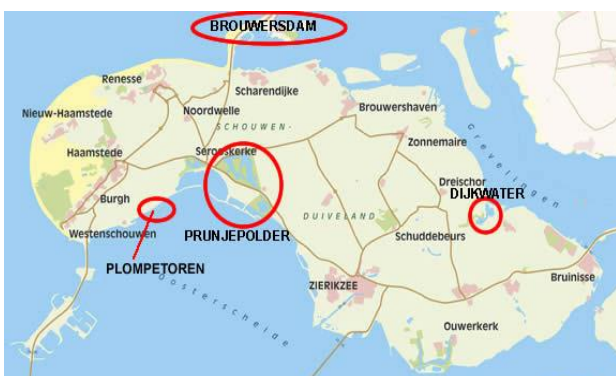 BROUWERSDAM
Renesse
Scharendijke
Nieuw-Haamstede
Noordwelle
Brouwershaven
SCHOUWEN-
Zonnemaire
Grevelingen
Haamstede
Serooskerke
Dreischor
DIJKWATER
Burgh
DUIVELAND
Westenschouwen
PRUNJEPOLDER
Schuddebeurs
PLOMPETOREN
Oosterschelde
ZIERIKZEE
Bruinisse
Ouwerkerk